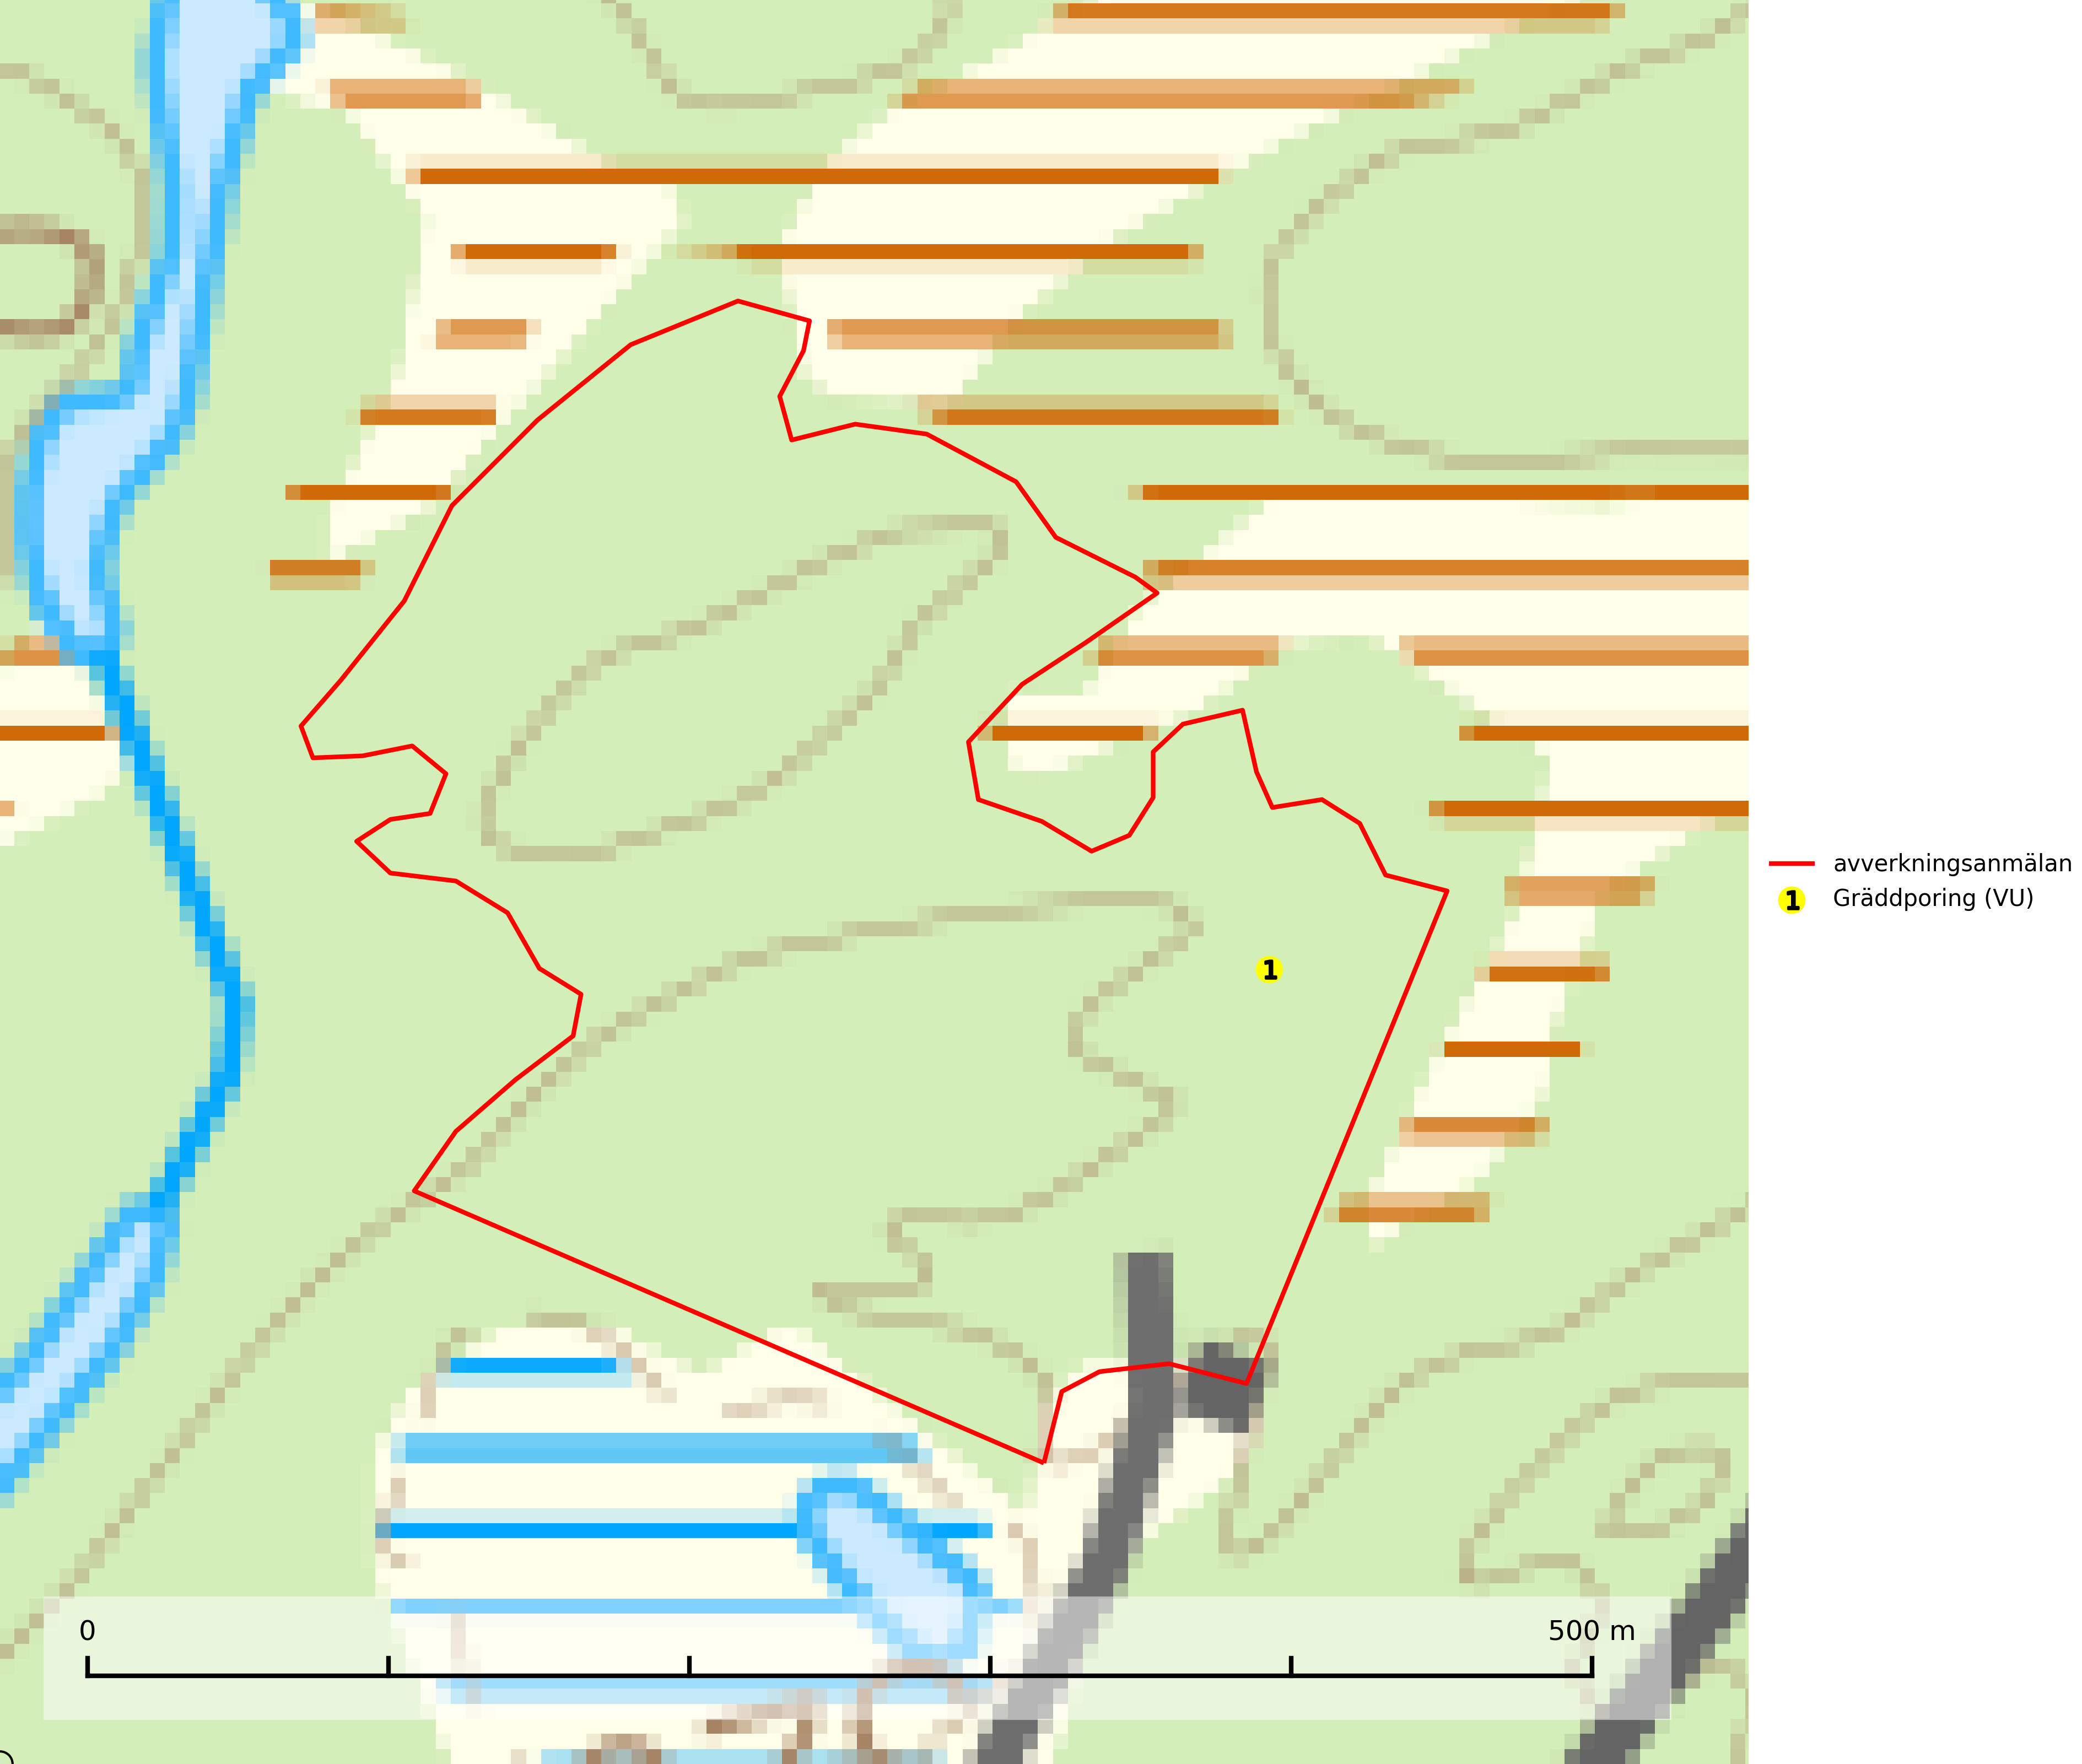 avverkningsanmälan
1 Gräddporing (VU)
1
0 500 m